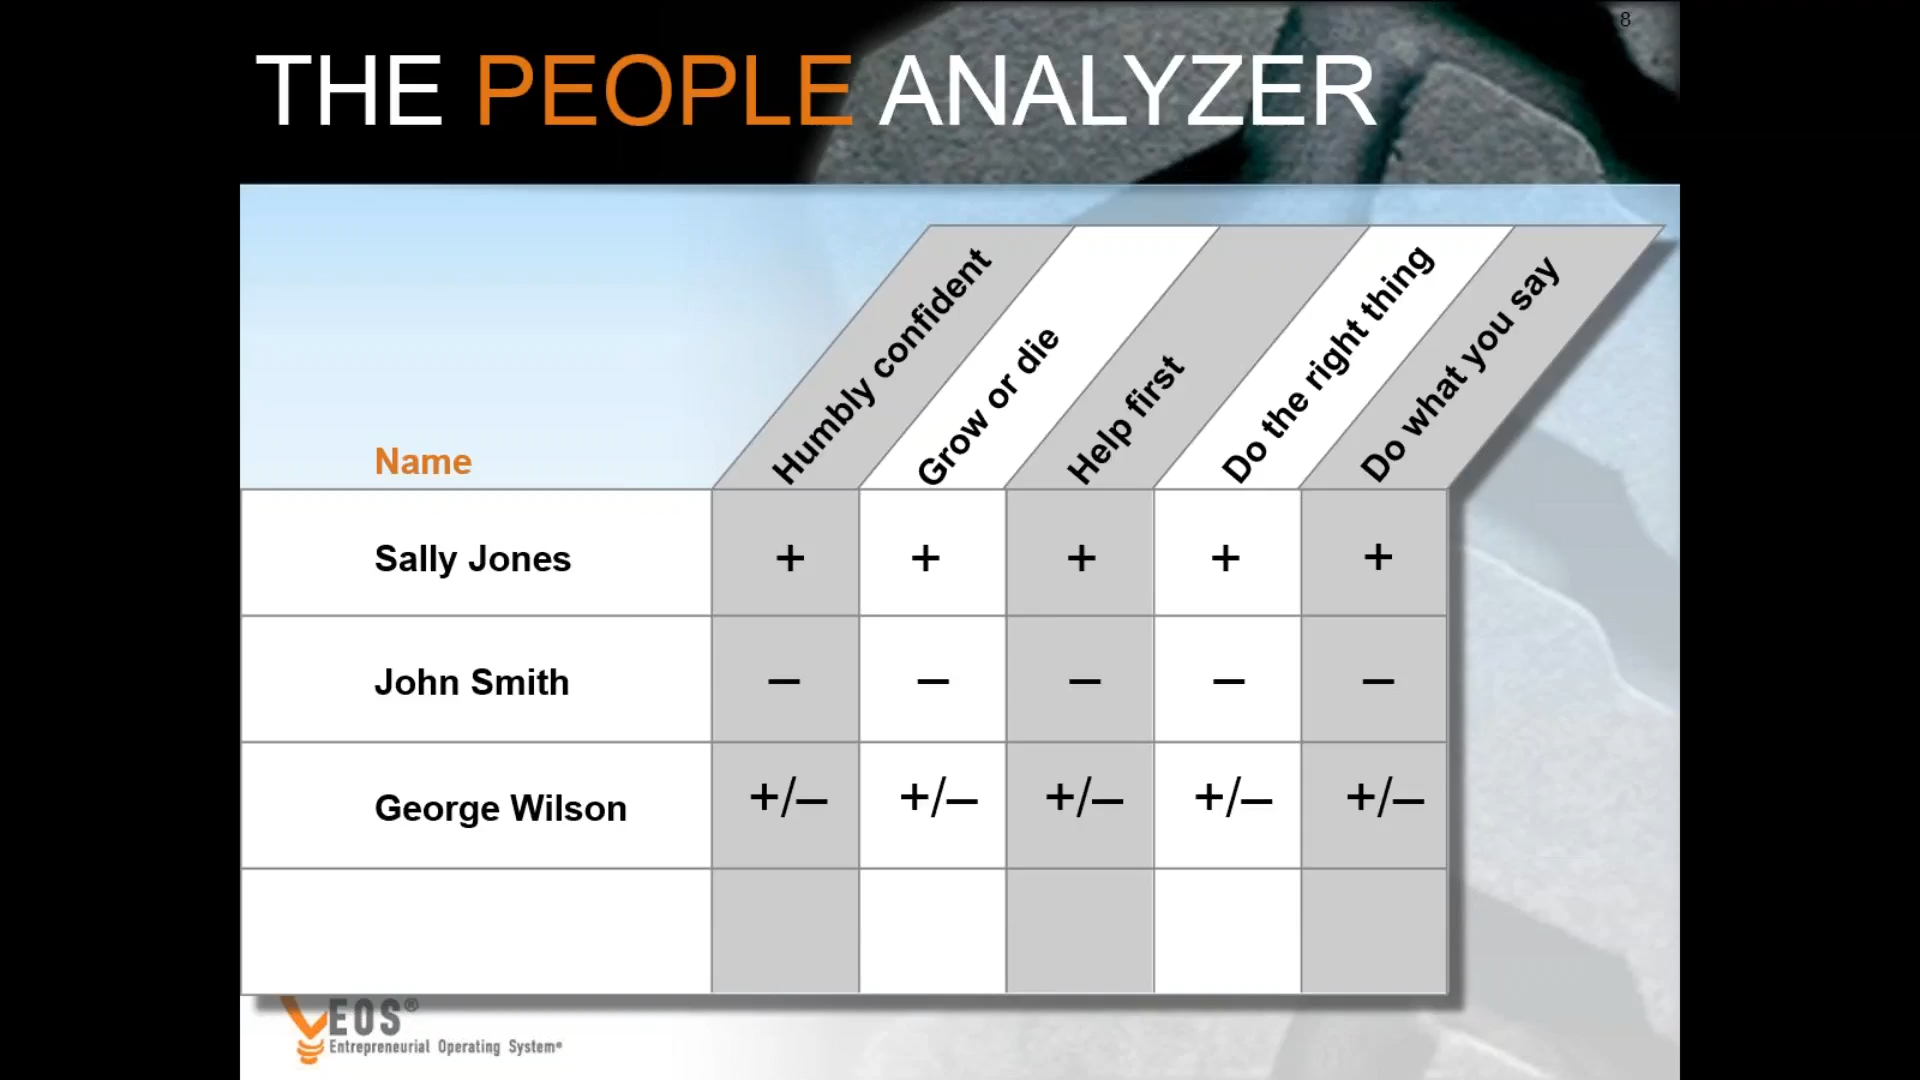 8
THE PEOPLE ANALYZER
Name
Humbly confident
Grow or die
Help first
Do the right thing
Do what you say
Sally Jones + + + + +
John Smith – – – – –
George Wilson +/– +/– +/– +/– +/–
EOS®
Entrepreneurial Operating System®